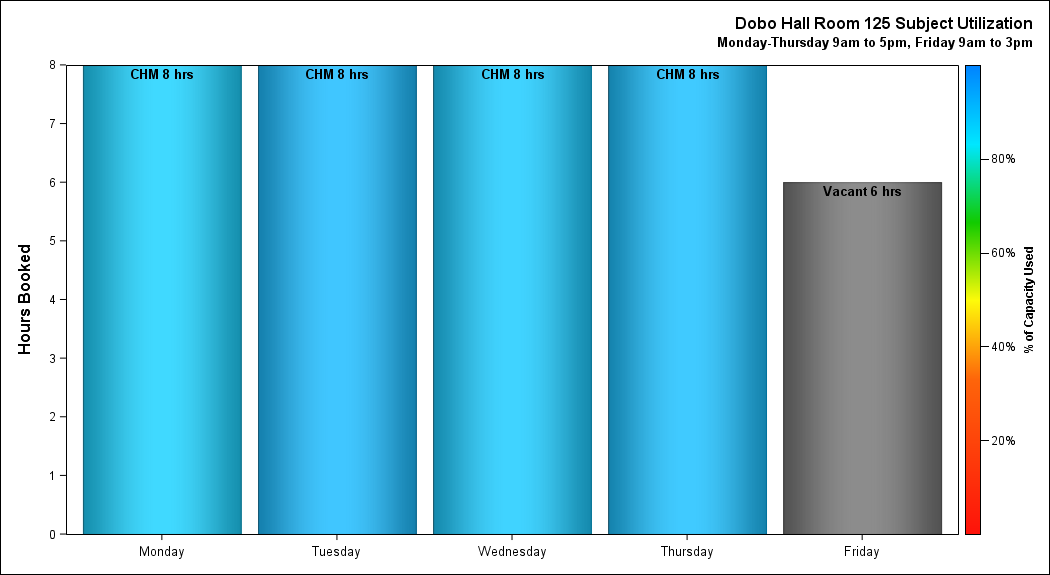 Dobo Hall Room 125 Subject Utilization
Monday-Thursday 9am to 5pm, Friday 9am to 3pm
Hours Booked
8
7
6
5
4
3
2
1
0
CHM 8 hrs
CHM 8 hrs
CHM 8 hrs
CHM 8 hrs
Vacant 6 hrs
Monday
Tuesday
Wednesday
Thursday
Friday
80%
60%
40%
20%
% of Capacity Used